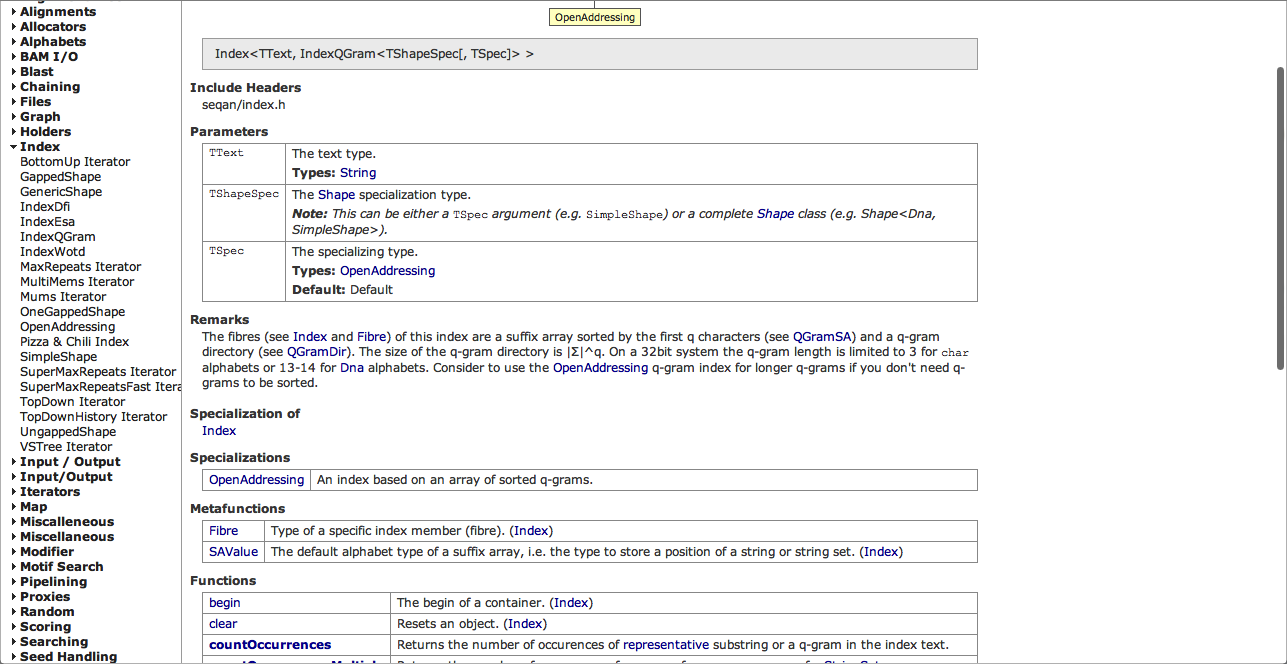 Alignments
Allocators
Alphabets
BAM I/O
Blast
Chaining
Files
Graph
Holders
Index
BottomUp Iterator
GappedShape
GenericShape
IndexDfi
IndexEsa
IndexQGram
IndexWotd
MaxRepeats Iterator
MultiMems Iterator
Mums Iterator
OneGappedShape
OpenAddressing
Pizza & Chili Index
SimpleShape
SuperMaxRepeats Iterator
SuperMaxRepeatsFast Itera
TopDown Iterator
TopDownHistory Iterator
UngappedShape
VSTree Iterator
Input / Output
Input/Output
Iterators
Map
Miscalleneous
Miscellaneous
Modifier
Motif Search
Pipelining
Proxies
Random
Scoring
Searching
Seed Handling
OpenAddressing
Index<TText, IndexQGram<TShapeSpec[, TSpec]> >
Include Headers
seqan/index.h
Parameters
TText The text type.
Types: String
TShapeSpec The Shape specialization type.
Note: This can be either a TSpec argument (e.g. SimpleShape) or a complete Shape class (e.g. Shape<Dna,
SimpleShape>).
TSpec The specializing type.
Types: OpenAddressing
Default: Default
Remarks
The fibres (see Index and Fibre) of this index are a suffix array sorted by the first q characters (see QGramSA) and a q-gram
directory (see QGramDir). The size of the q-gram directory is |Σ|^q. On a 32bit system the q-gram length is limited to 3 for char
alphabets or 13-14 for Dna alphabets. Consider to use the OpenAddressing q-gram index for longer q-grams if you don't need q-
grams to be sorted.
Specialization of
Index
Specializations
OpenAddressing An index based on an array of sorted q-grams.
Metafunctions
Fibre Type of a specific index member (fibre). (Index)
SAValue The default alphabet type of a suffix array, i.e. the type to store a position of a string or string set. (Index)
Functions
begin The begin of a container. (Index)
clear Resets an object. (Index)
countOccurrences Returns the number of occurences of representative substring or a q-gram in the index text.